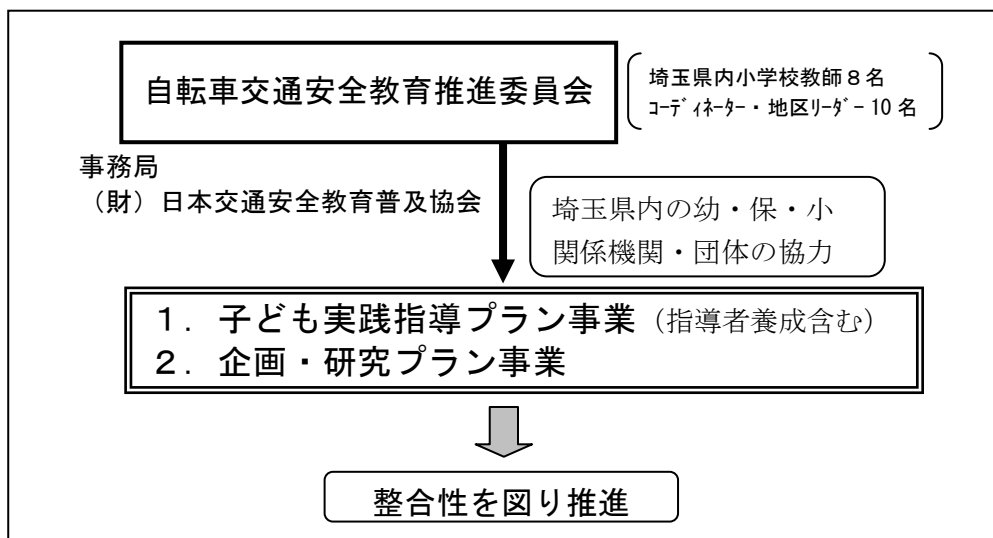 自転車交通安全教育推進委員会
埼玉県内小学校教師８名
ｺｰﾃﾞｨﾈｰﾀｰ・地区ﾘｰﾀﾞｰ10名
事務局
（財）日本交通安全教育普及協会
埼玉県内の幼・保・小
関係機関・団体の協力
１．子ども実践指導プラン事業（指導者養成含む）
２．企画・研究プラン事業
整合性を図り推進